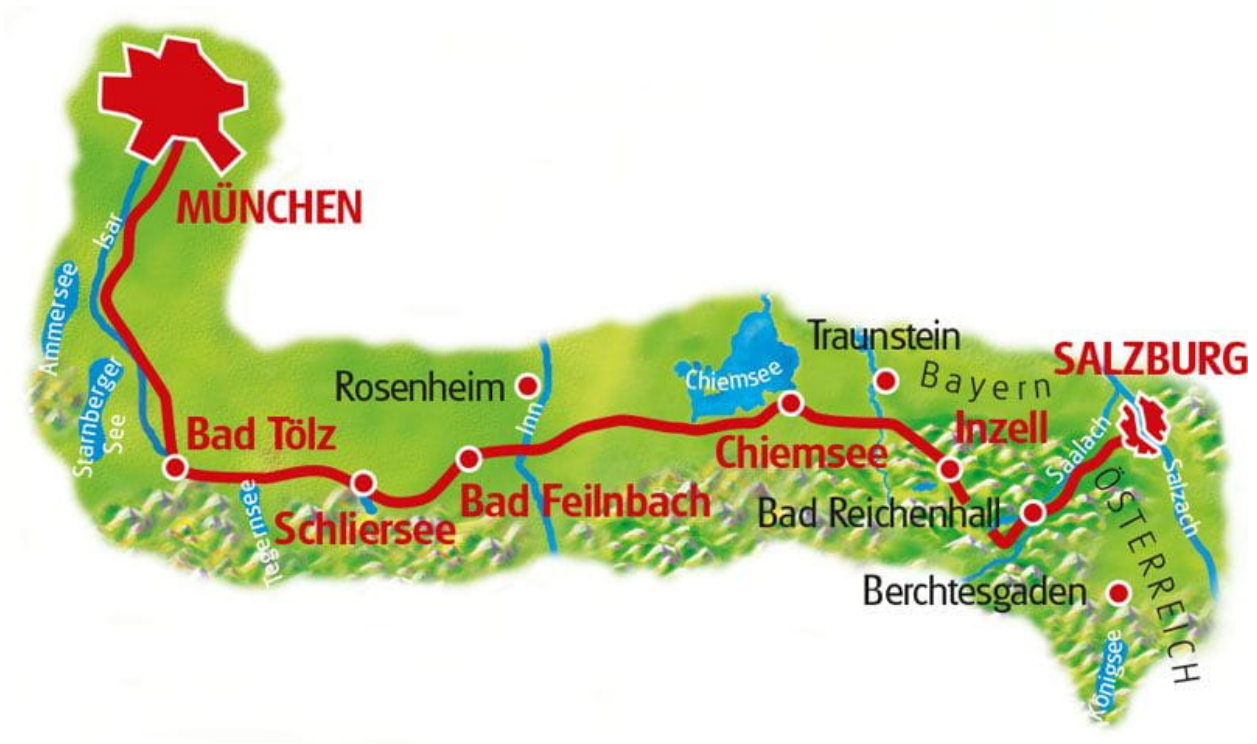 MÜNCHEN
Isar
Ammersee
Starnberger
See
Bad Tölz
Tegernsee
Schliersee
Rosenheim
Inn
Bad Feilnbach
Chiemsee
Chiemsee
Traunstein
Bayern
Inzell
SALZBURG
Saalach
Salzach
ÖSTERREICH
Bad Reichenhall
Berchtesgaden
Königsee